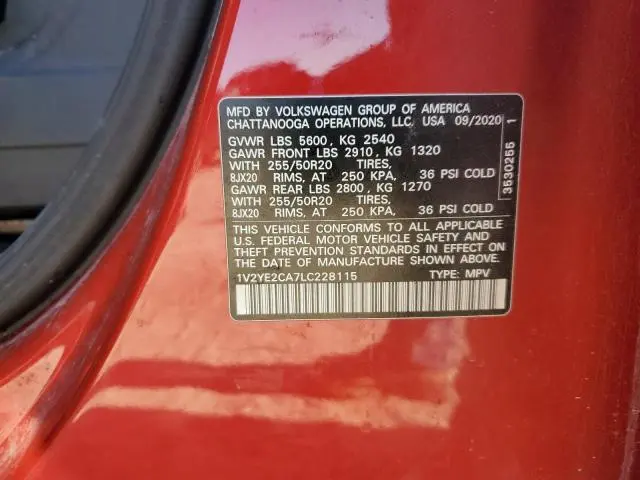 MFD BY VOLKSWAGEN GROUP OF AMERICA
CHATTANOOGA OPERATIONS, LLC, USA 09/2020
GVWR LBS 5600, KG 2540
GAWR FRONT LBS 2910, KG 1320
WITH 255/50R20 TIRES,
8JX20 RIMS, AT 250 KPA, 36 PSI COLD
GAWR REAR LBS 2800, KG 1270
WITH 255/50R20 TIRES,
8JX20 RIMS, AT 250 KPA, 36 PSI COLD
THIS VEHICLE CONFORMS TO ALL APPLICABLE
U.S. FEDERAL MOTOR VEHICLE SAFETY AND
THEFT PREVENTION STANDARDS IN EFFECT ON
THE DATE OF MANUFACTURE SHOWN ABOVE.
1V2YE2CA7LC228115 TYPE: MPV
3530255 1